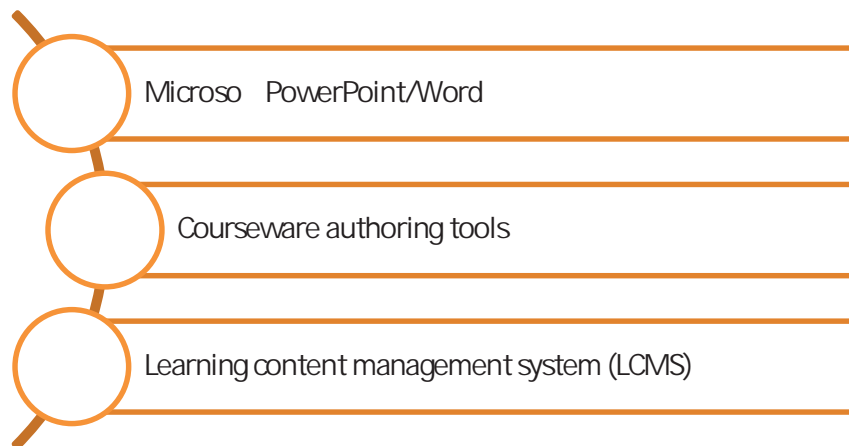 Microso PowerPoint/Word
Courseware authoring tools
Learning content management system (LCMS)